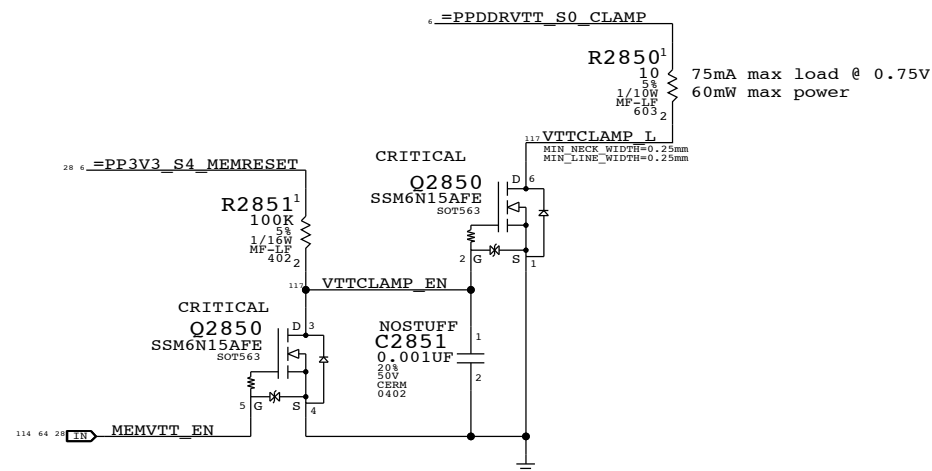 6 =PPDDRVTT_S0_CLAMP
R2850
1
10
5%
1/10W
MF-LF
603
2
75mA max load @ 0.75V
60mW max power
117 VTTCLAMP_L
MIN_NECK_WIDTH=0.25mm
MIN_LINE_WIDTH=0.25mm
CRITICAL
Q2850
SSM6N15AFE
SOT563
D 6
2 G S 1
28 6 =PP3V3_S4_MEMRESET
R2851
1
100K
5%
1/16W
MF-LF
402
2
117 VTTCLAMP_EN
CRITICAL
Q2850
SSM6N15AFE
SOT563
D 3
5 G S 4
NOSTUFF
C2851
0.001UF
20%
50V
CERM
0402
1
2
114 64 28 IN MEMVTT_EN